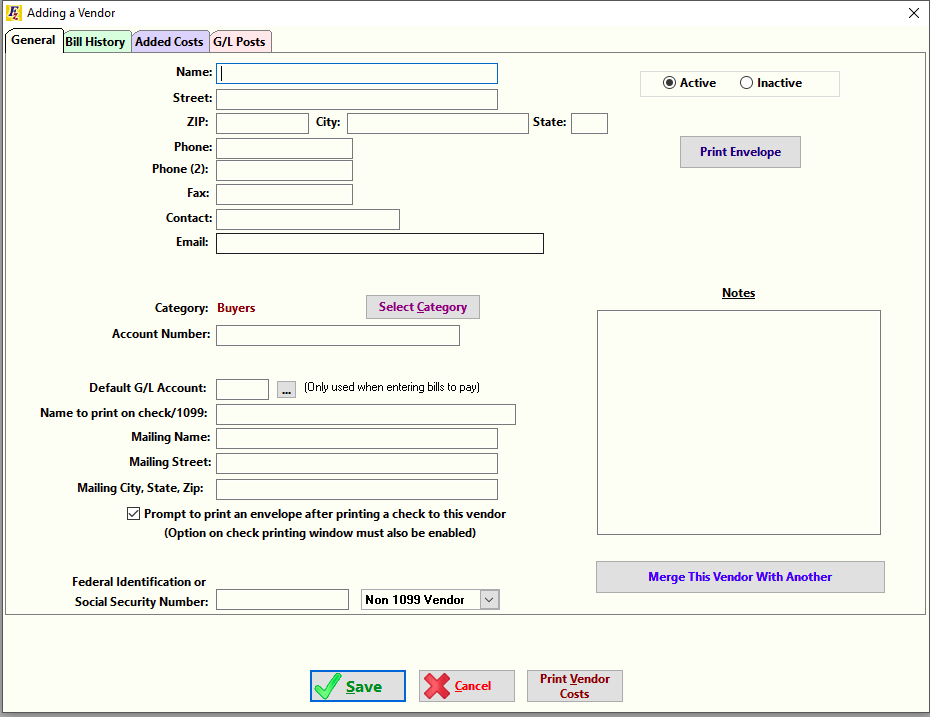 Adding a Vendor
General Bill History Added Costs G/L Posts
Name:
Active Inactive
Street:
ZIP: City: State:
Phone:
Print Envelope
Phone (2):
Fax:
Contact:
Email:
Notes
Category: Buyers Select Category
Account Number:
Default G/L Account: ... (Only used when entering bills to pay)
Name to print on check/1099:
Mailing Name:
Mailing Street:
Mailing City, State, Zip:
Prompt to print an envelope after printing a check to this vendor
(Option on check printing window must also be enabled)
Merge This Vendor With Another
Federal Identification or
Social Security Number: Non 1099 Vendor
Save Cancel Print Vendor
Costs